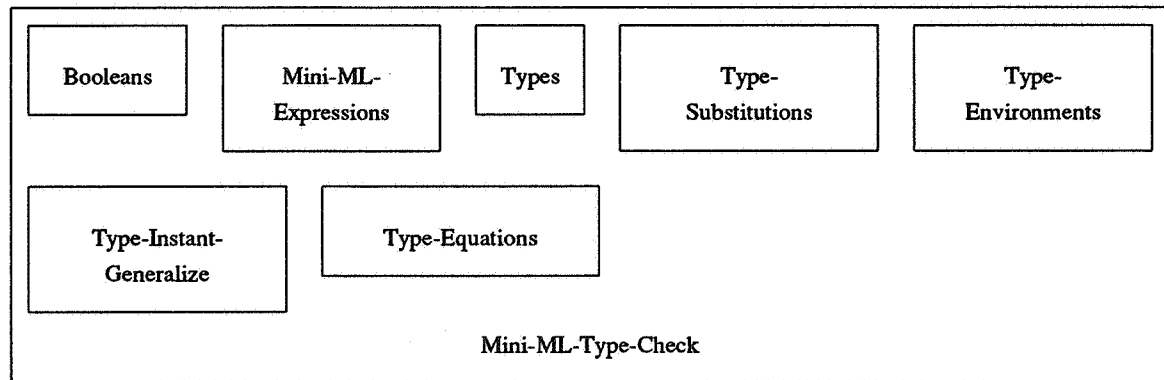 Booleans
Mini-ML-
Expressions
Types
Type-
Substitutions
Type-
Environments
Type-Instant-
Generalize
Type-Equations
Mini-ML-Type-Check